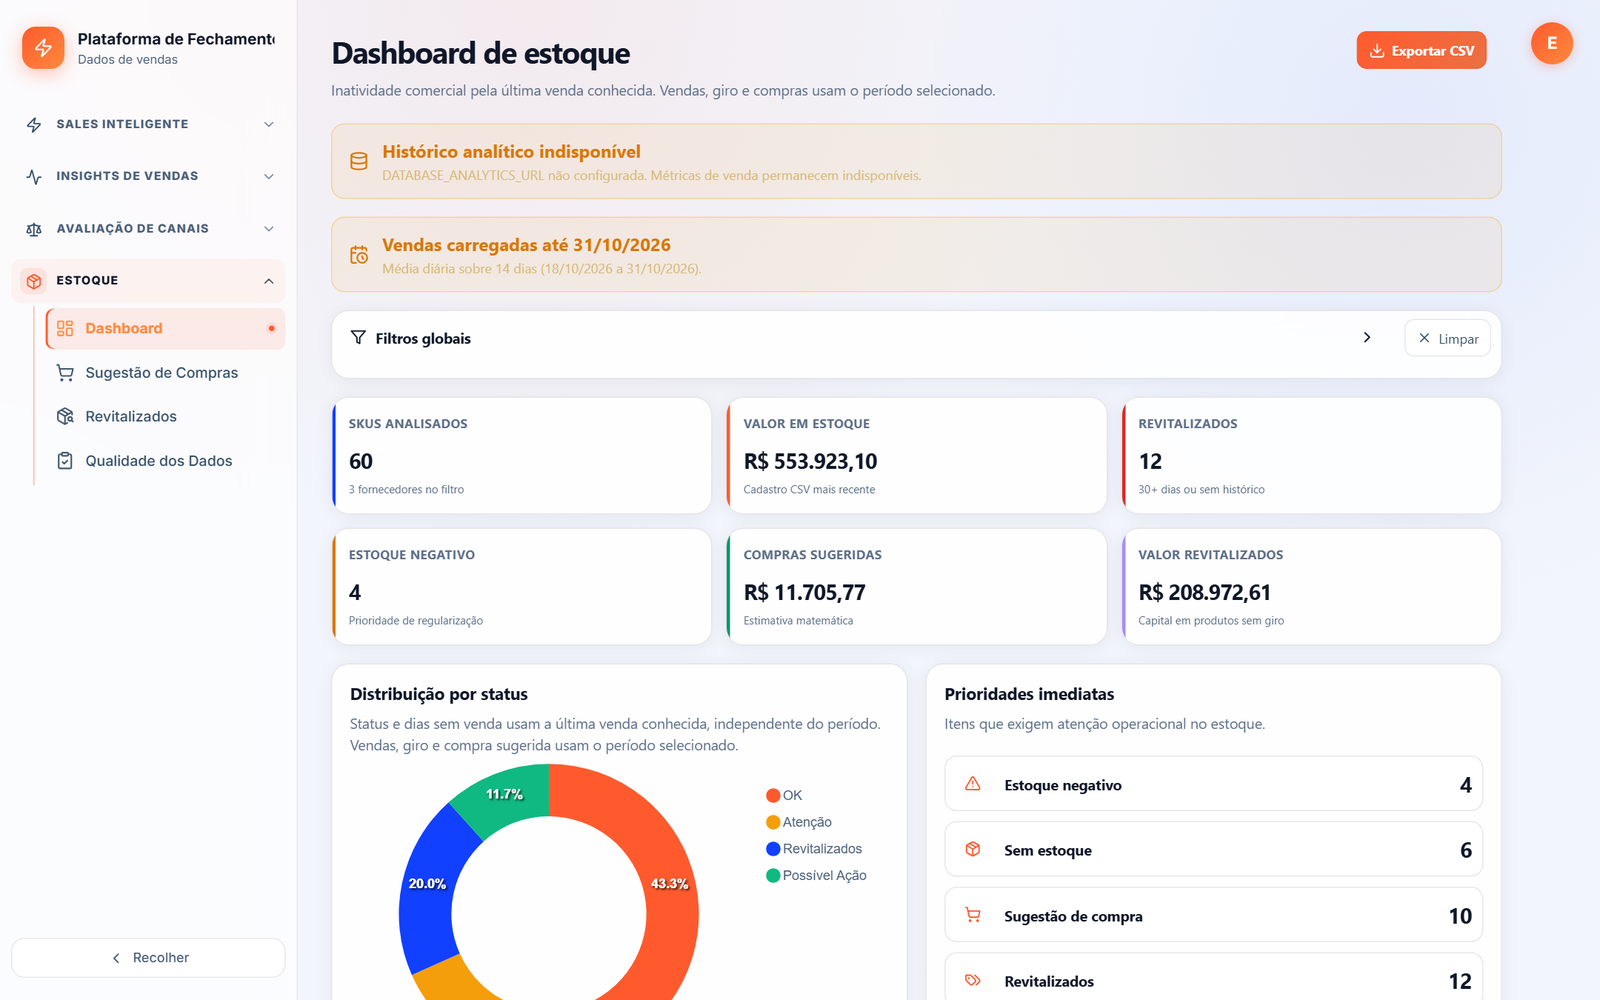 Plataforma de Fechament
Dados de vendas
SALES INTELIGENTE
INSIGHTS DE VENDAS
AVALIAÇÃO DE CANAIS
ESTOQUE
Dashboard
Sugestão de Compras
Revitalizados
Qualidade dos Dados
Recolher
Dashboard de estoque
Inatividade comercial pela última venda conhecida. Vendas, giro e compras usam o período selecionado.
Exportar CSV
E
Histórico analítico indisponível
DATABASE_ANALYTICS_URL não configurada. Métricas de venda permanecem indisponíveis.
Vendas carregadas até 31/10/2026
Média diária sobre 14 dias (18/10/2026 a 31/10/2026).
Filtros globais
Limpar
SKUS ANALISADOS
60
3 fornecedores no filtro
VALOR EM ESTOQUE
R$ 553.923,10
Cadastro CSV mais recente
REVITALIZADOS
12
30+ dias ou sem histórico
ESTOQUE NEGATIVO
4
Prioridade de regularização
COMPRAS SUGERIDAS
R$ 11.705,77
Estimativa matemática
VALOR REVITALIZADOS
R$ 208.972,61
Capital em produtos sem giro
Distribuição por status
Status e dias sem venda usam a última venda conhecida, independente do período.
Vendas, giro e compra sugerida usam o período selecionado.
11.7%
20.0%
43.3%
OK
Atenção
Revitalizados
Possível Ação
Prioridades imediatas
Itens que exigem atenção operacional no estoque.
Estoque negativo
4
Sem estoque
6
Sugestão de compra
10
Revitalizados
12